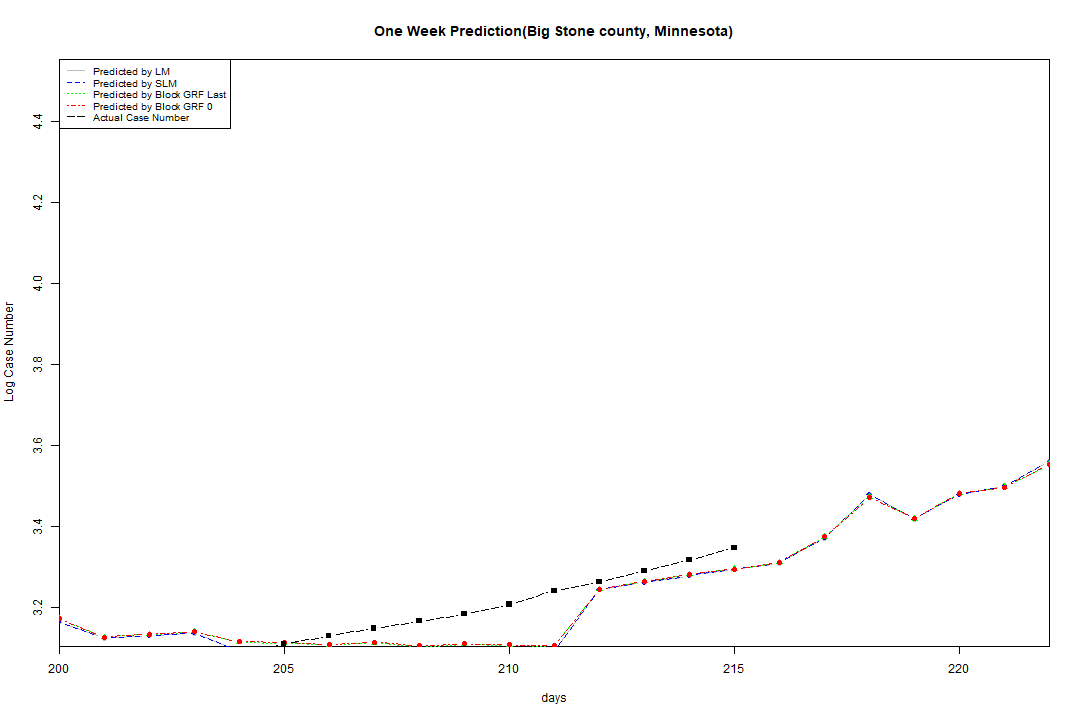 One Week Prediction(Big Stone county, Minnesota)
Predicted by LM
Predicted by SLM
Predicted by Block GRF Last
Predicted by Block GRF 0
Actual Case Number
4.4
4.2
4.0
3.8
3.6
3.4
3.2
Log Case Number
200 205 210 215 220
days